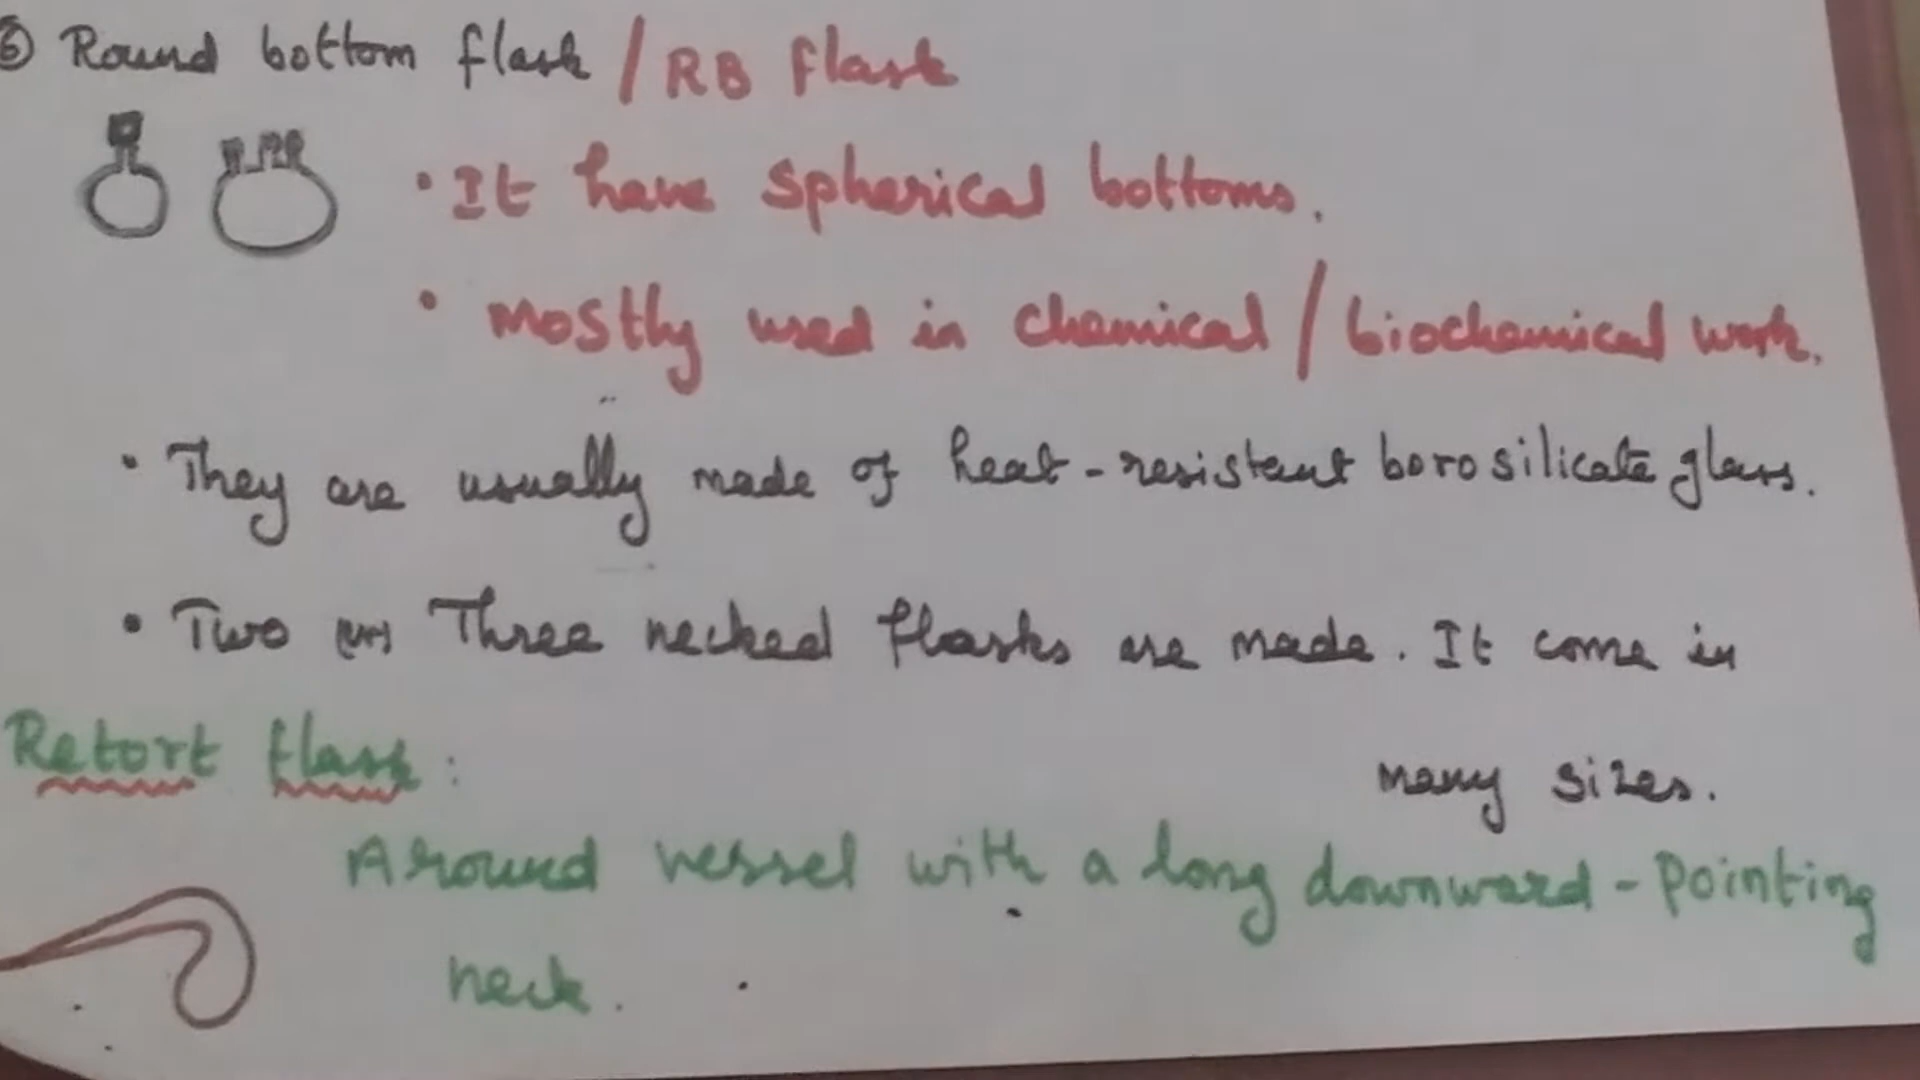 ⑥ Round bottom flask / RB flask
• It have spherical bottoms.
• Mostly used in chemical / biochemical work.
• They are usually made of heat-resistant borosilicate glass.
• Two (or) Three necked flasks are made. It come in
many sizes.
Retort flask:
A round vessel with a long downward-pointing
neck.